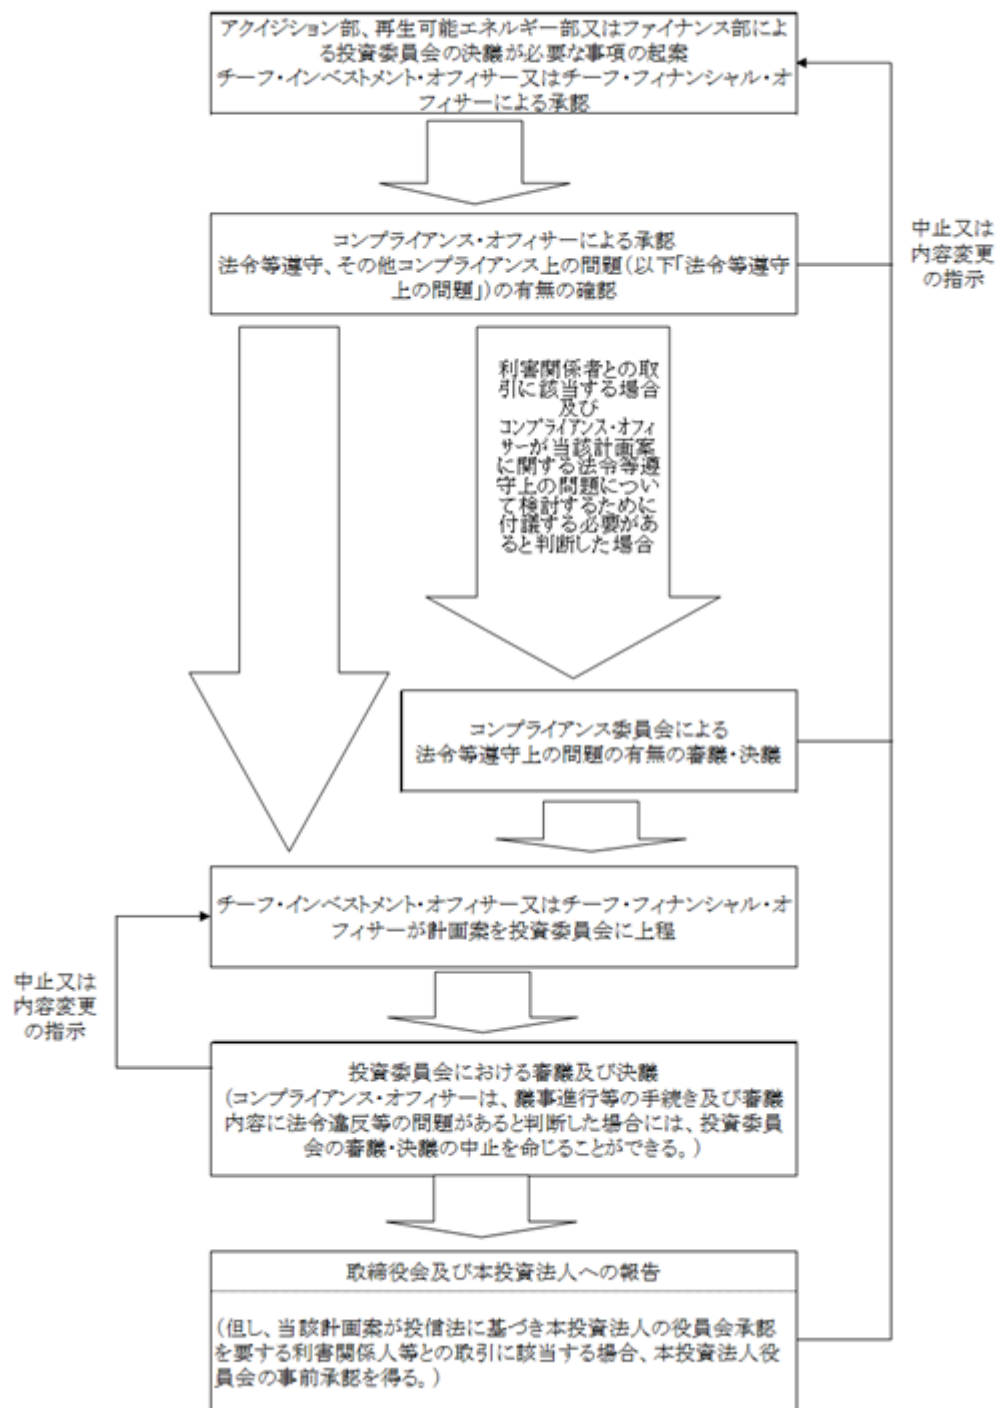 アクイジション部、再生可能エネルギー部又はファイナンス部によ
る投資委員会の決議が必要な事項の起案
チーフ・インベストメント・オフィサー又はチーフ・フィナンシャル・オ
フィサーによる承認
中止又は
内容変更
の指示
コンプライアンス・オフィサーによる承認
法令等遵守、その他コンプライアンス上の問題（以下「法令等遵守
上の問題」）の有無の確認
利害関係者との取
引に該当する場合
及び
コンプライアンス・オフィ
サーが当該計画案
に関する法令等遵
守上の問題につい
て検討するために
付議する必要があ
ると判断した場合
コンプライアンス委員会による
法令等遵守上の問題の有無の審議・決議
チーフ・インベストメント・オフィサー又はチーフ・フィナンシャル・オ
フィサーが計画案を投資委員会に上程
中止又は
内容変更
の指示
投資委員会における審議及び決議
（コンプライアンス・オフィサーは、議事進行等の手続き及び審議
内容に法令違反等の問題があると判断した場合には、投資委員
会の審議・決議の中止を命じることができる。）
取締役会及び本投資法人への報告
（但し、当該計画案が投信法に基づき本投資法人の役員会承認
を要する利害関係人等との取引に該当する場合、本投資法人役
員会の事前承認を得る。）